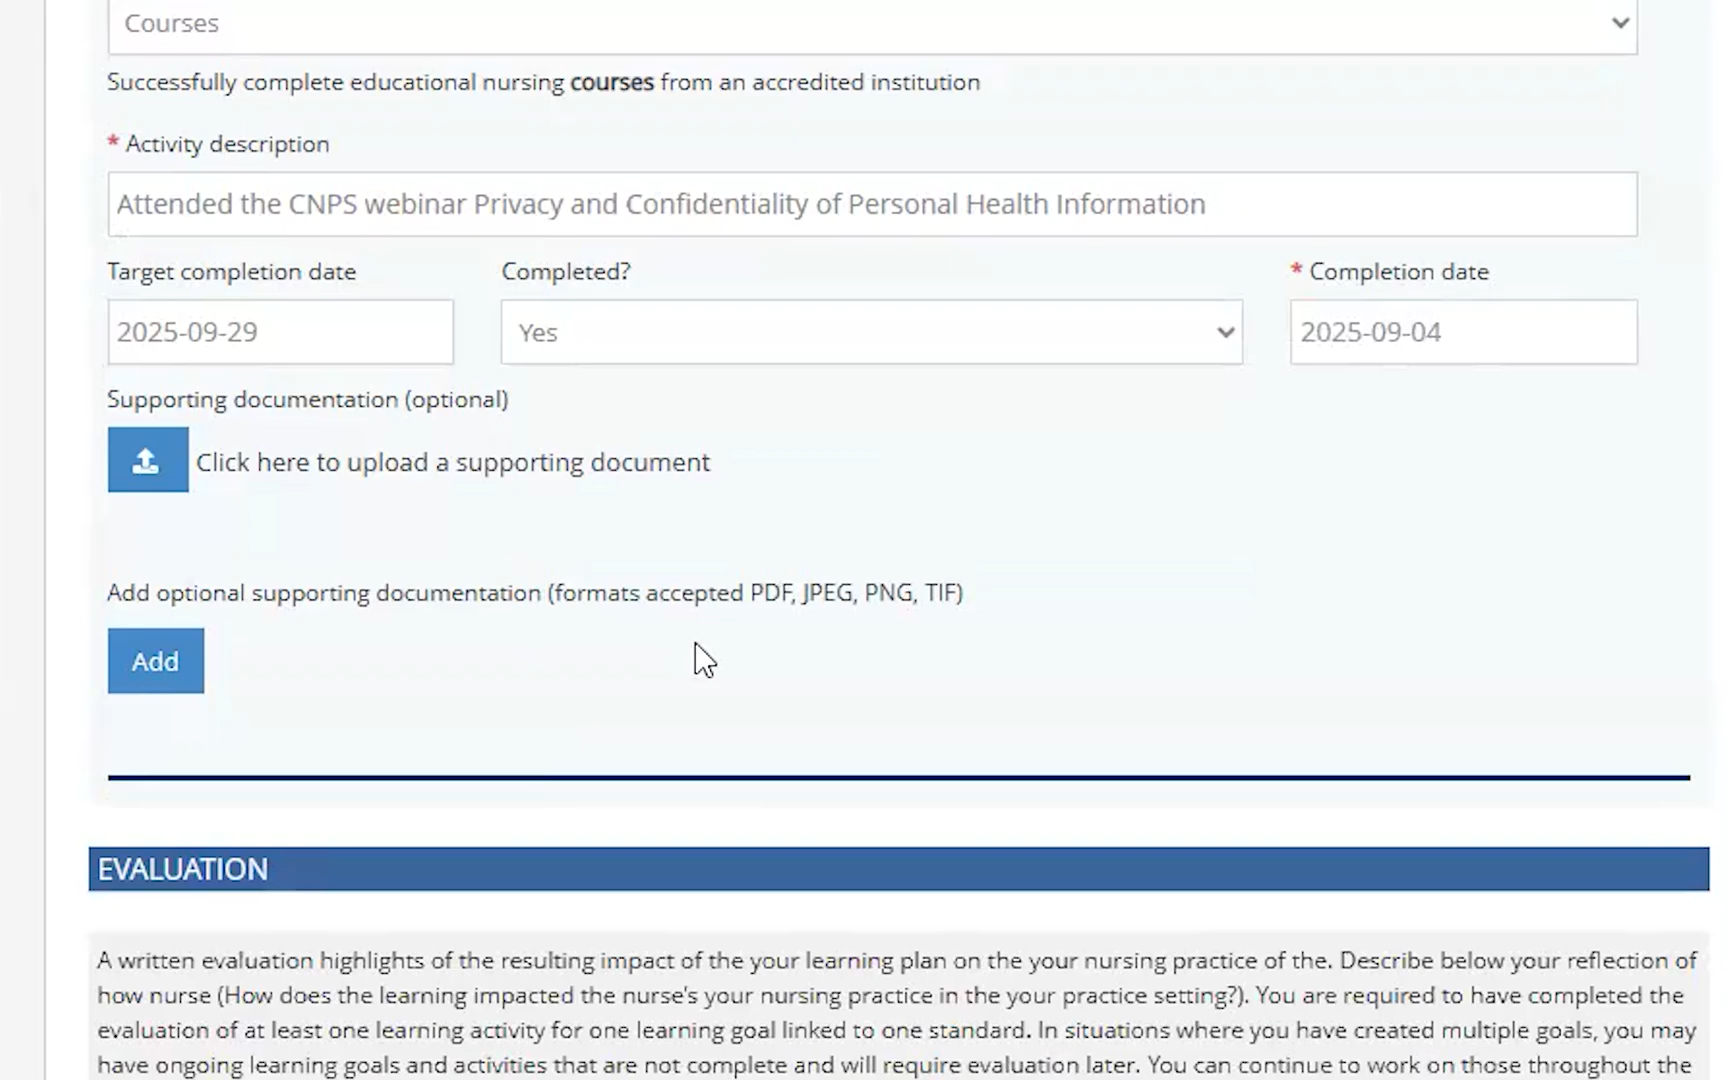 Courses
Successfully complete educational nursing courses from an accredited institution
* Activity description
Attended the CNPS webinar Privacy and Confidentiality of Personal Health Information
Target completion date
Completed?
* Completion date
2025-09-29
Yes
2025-09-04
Supporting documentation (optional)
Click here to upload a supporting document
Add optional supporting documentation (formats accepted PDF, JPEG, PNG, TIF)
Add
EVALUATION
A written evaluation highlights of the resulting impact of the your learning plan on the your nursing practice of the. Describe below your reflection of
how nurse (How does the learning impacted the nurse's your nursing practice in the your practice setting?). You are required to have completed the
evaluation of at least one learning activity for one learning goal linked to one standard. In situations where you have created multiple goals, you may
have ongoing learning goals and activities that are not complete and will require evaluation later. You can continue to work on those throughout the